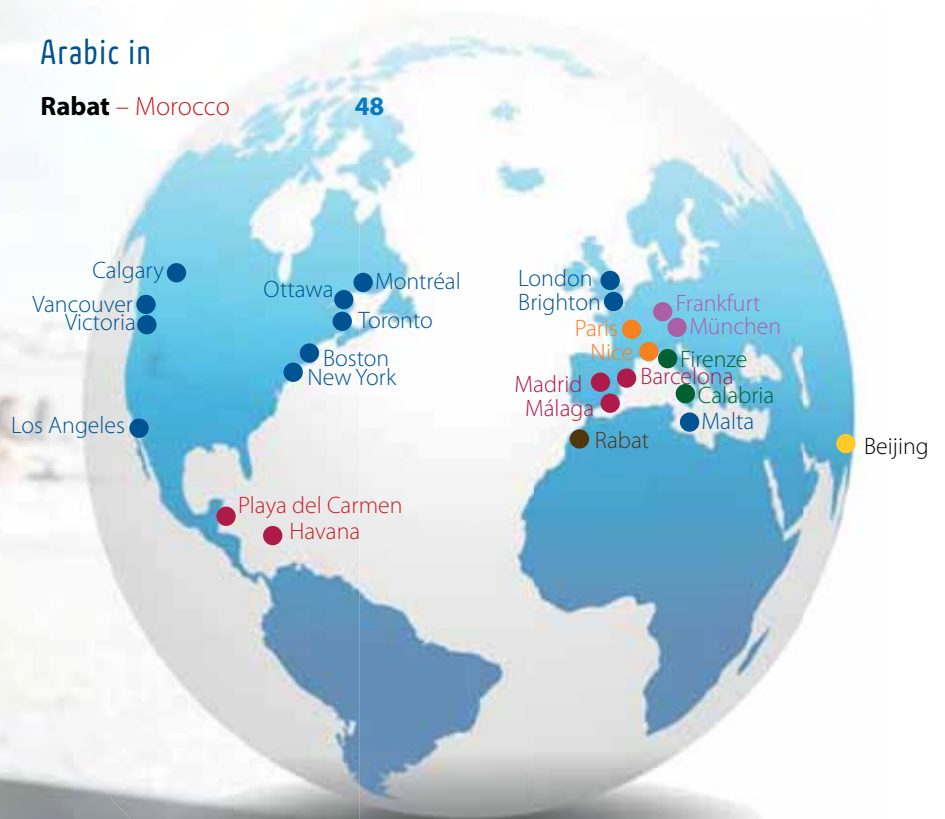 Arabic in
Rabat – Morocco 48
Calgary
Vancouver
Victoria
Los Angeles
Ottawa
Montréal
Toronto
Boston
New York
Playa del Carmen
Havana
London
Brighton
Paris
Nice
Frankfurt
München
Firenze
Madrid
Barcelona
Málaga
Calabria
Malta
Rabat
Beijing